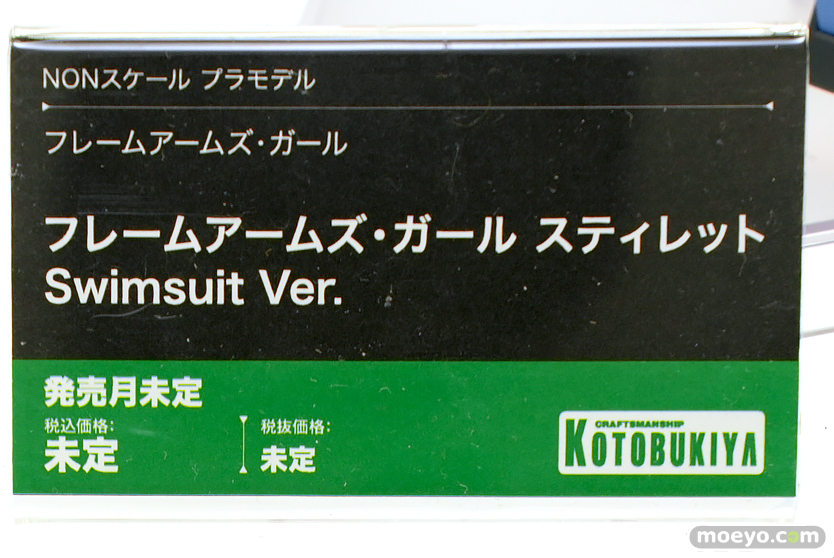 NONスケール プラモデル
フレームアームズ・ガール
フレームアームズ・ガール スティレット
Swimsuit Ver.
発売月未定
税込価格:
未定
税抜価格:
未定
CRAFTSMANSHIP
KOTOBUKIYA
moeyo.com